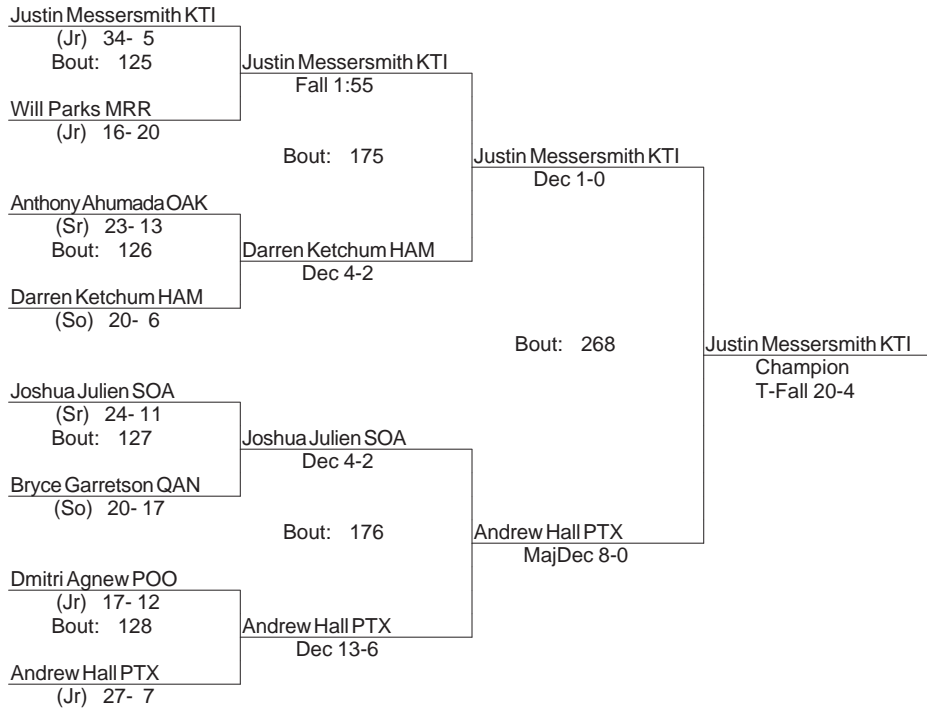 Justin Messersmith KTI
(Jr) 34- 5
Bout: 125
Justin Messersmith KTI
Fall 1:55
Will Parks MRR
(Jr) 16- 20
Bout: 175
Justin Messersmith KTI
Dec 1-0
Anthony Ahumada OAK
(Sr) 23- 13
Bout: 126
Darren Ketchum HAM
Dec 4-2
Darren Ketchum HAM
(So) 20- 6
Bout: 268
Justin Messersmith KTI
Champion
T-Fall 20-4
Joshua Julien SOA
(Sr) 24- 11
Bout: 127
Joshua Julien SOA
Dec 4-2
Bryce Garretson QAN
(So) 20- 17
Bout: 176
Andrew Hall PTX
MajDec 8-0
Dmitri Agnew POO
(Jr) 17- 12
Bout: 128
Andrew Hall PTX
Dec 13-6
Andrew Hall PTX
(Jr) 27- 7